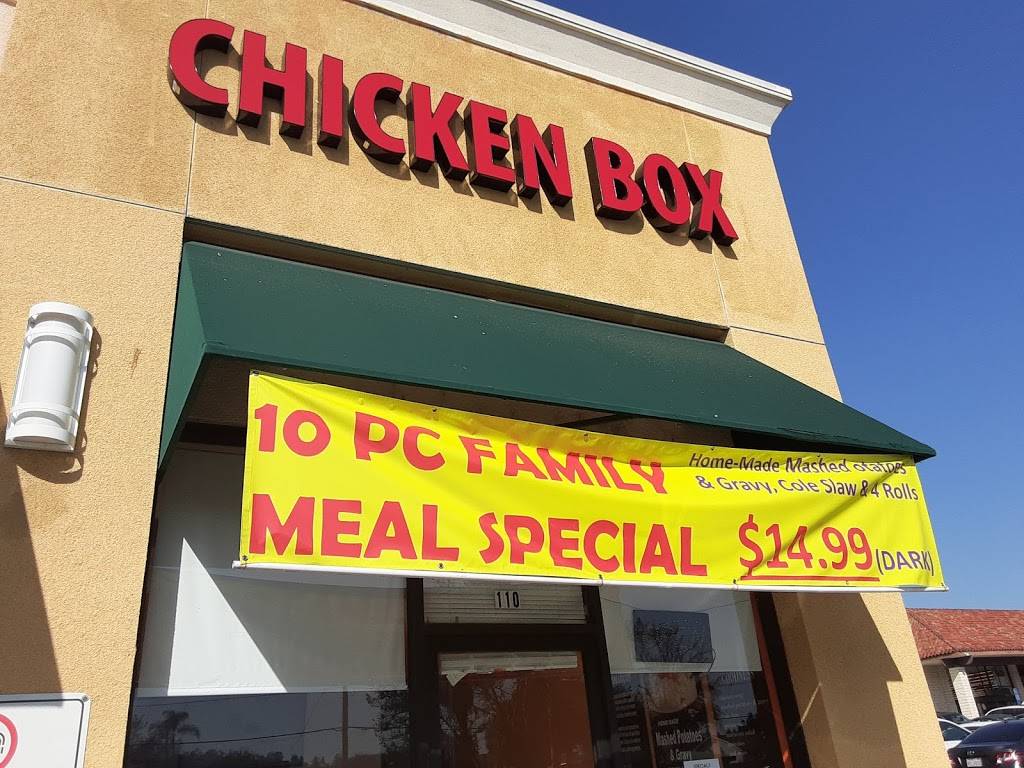 CHICKEN BOX
10 PC FAMILY
MEAL SPECIAL
Home-Made Mashed
& Gravy, Cole Slaw & 4 Rolls
$14.99 (DARK)
110
Mashed Potatoes
& Gravy